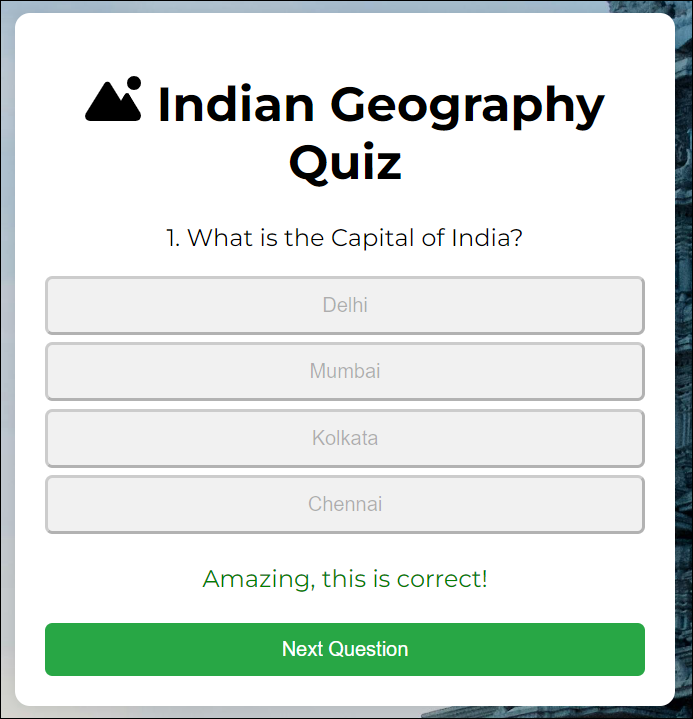 Indian Geography
Quiz
1. What is the Capital of India?
Delhi
Mumbai
Kolkata
Chennai
Amazing, this is correct!
Next Question